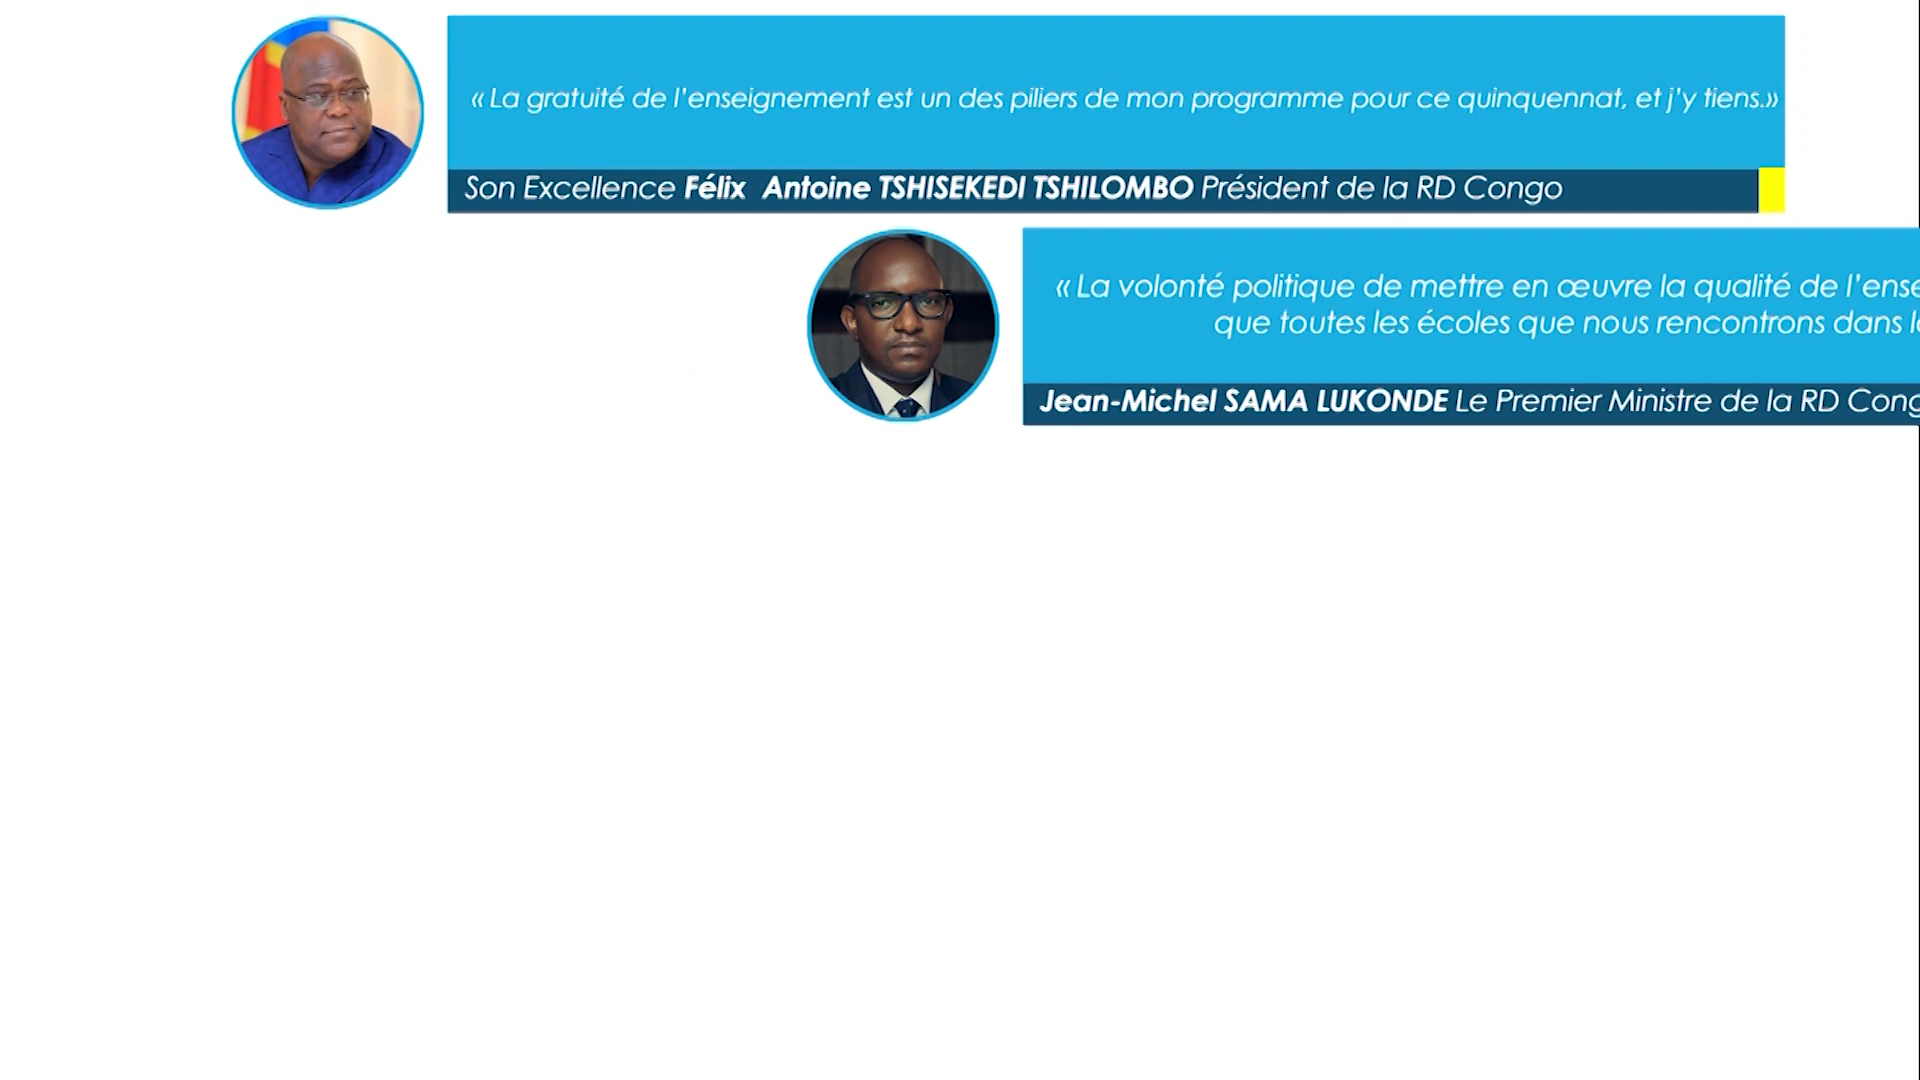 « La gratuité de l’enseignement est un des piliers de mon programme pour ce quinquennat, et j’y tiens.»
Son Excellence Félix Antoine TSHISEKEDI TSHILOMBO Président de la RD Congo
« La volonté politique de mettre en œuvre la qualité de l’ense
que toutes les écoles que nous rencontrons dans
Jean-Michel SAMA LUKONDE Le Premier Ministre de la RD Cong